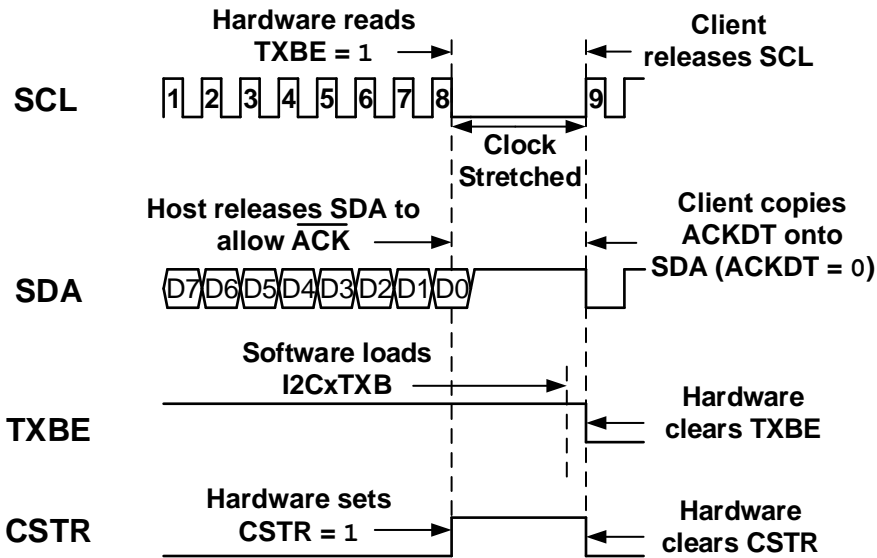 Hardware reads
TXBE = 1
Client
releases SCL
SCL
1 2 3 4 5 6 7 8 9
Clock
Stretched
Host releases SDA to
allow A̅C̅K̅
Client copies
ACKDT onto
SDA (ACKDT = 0)
SDA
D7 D6 D5 D4 D3 D2 D1 D0
Software loads
I2CxTXB
TXBE
Hardware
clears TXBE
Hardware sets
CSTR = 1
CSTR
Hardware
clears CSTR